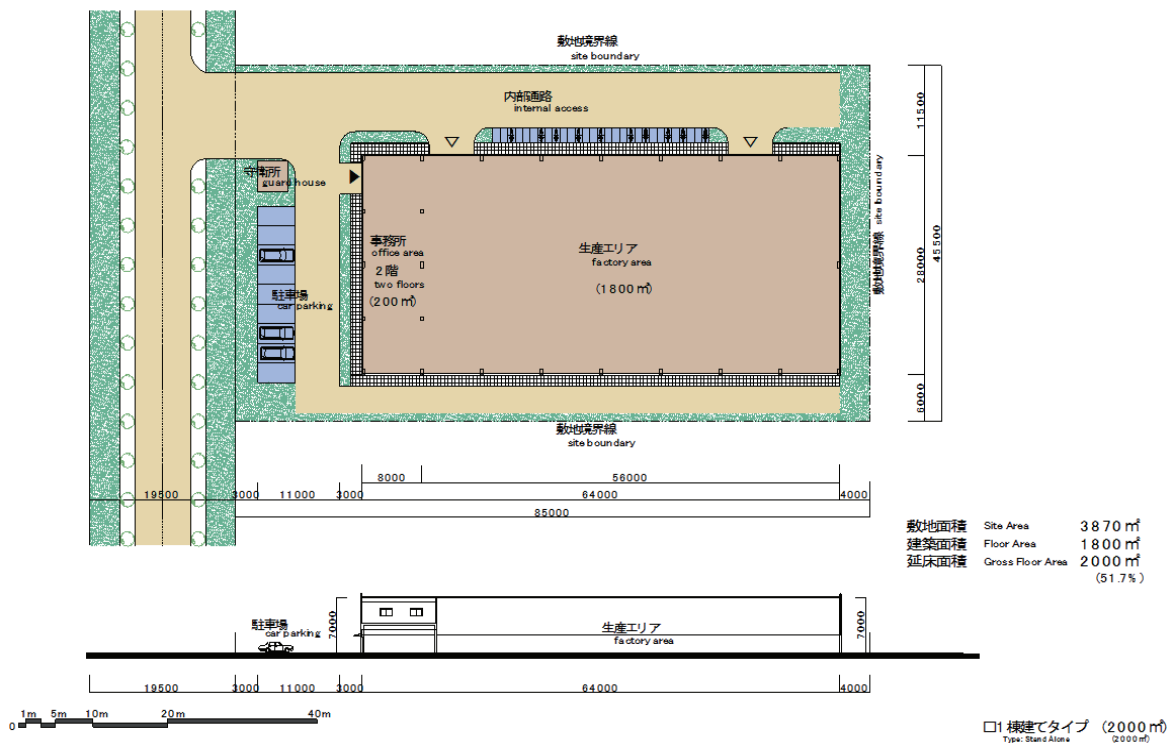 敷地境界線
site boundary
内部通路
internal access
11500
守衛所
guard house
敷地境界線 site boundary
28000
45500
事務所
office area
2階
two floors
(200㎡)
生産エリア
factory area
(1800㎡)
駐車場
car parking
6000
敷地境界線
site boundary
8000
56000
19500
3000
11000
3000
64000
4000
85000
敷地面積 Site Area 3870㎡
建築面積 Floor Area 1800㎡
延床面積 Gross Floor Area 2000㎡
(51.7%)
駐車場
car parking
7000
生産エリア
factory area
7000
19500
3000
11000
3000
64000
4000
0 1m 5m 10m 20m 40m
□1棟建てタイプ (2000㎡)
Type: Stand Alone (2000㎡)